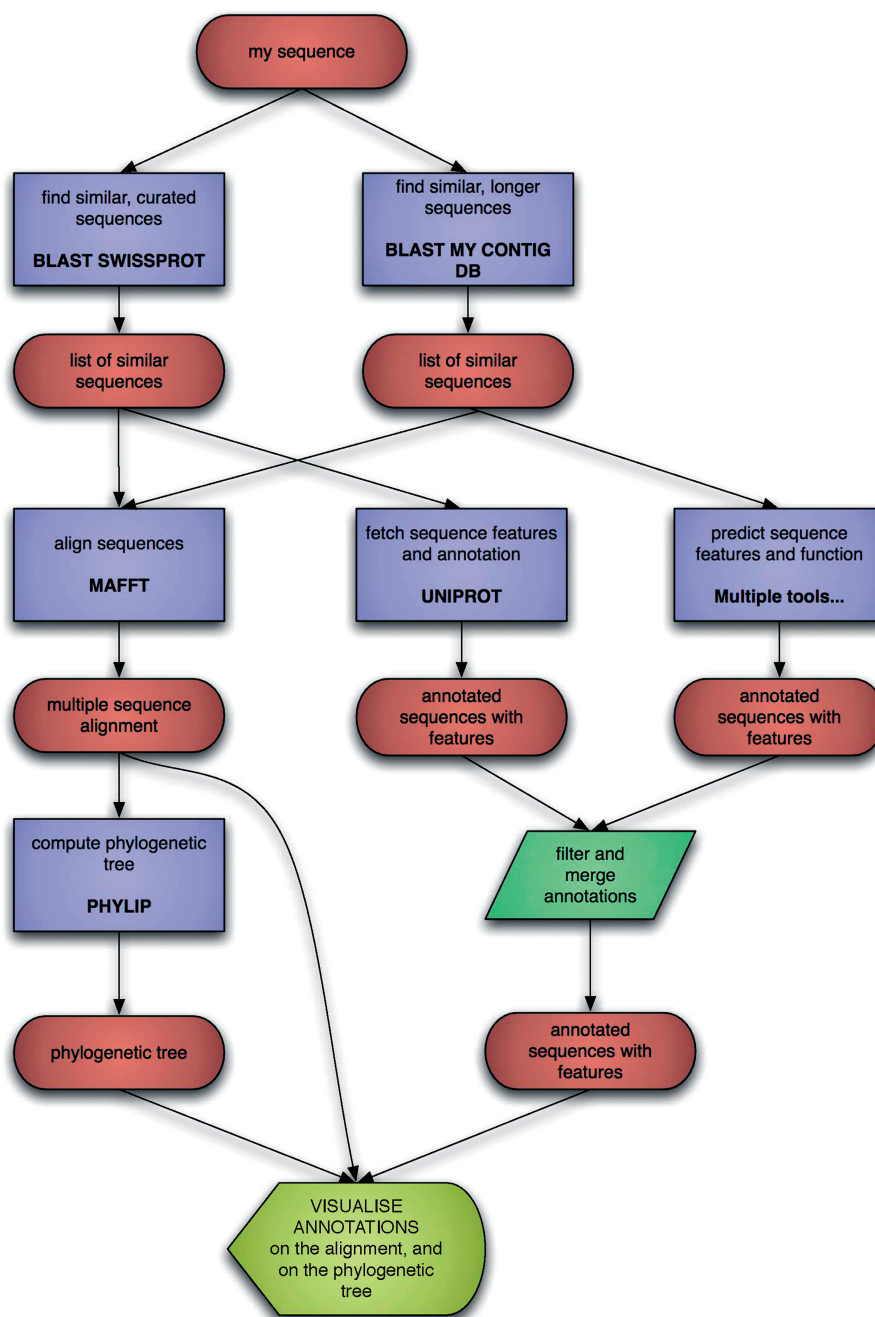 my sequence
find similar, curated
sequences
BLAST SWISSPROT
find similar, longer
sequences
BLAST MY CONTIG
DB
list of similar
sequences
list of similar
sequences
align sequences
MAFFT
fetch sequence features
and annotation
UNIPROT
predict sequence
features and function
Multiple tools...
multiple sequence
alignment
annotated
sequences with
features
annotated
sequences with
features
compute phylogenetic
tree
PHYLIP
filter and
merge
annotations
phylogenetic tree
annotated
sequences with
features
VISUALISE
ANNOTATIONS
on the alignment, and
on the phylogenetic
tree